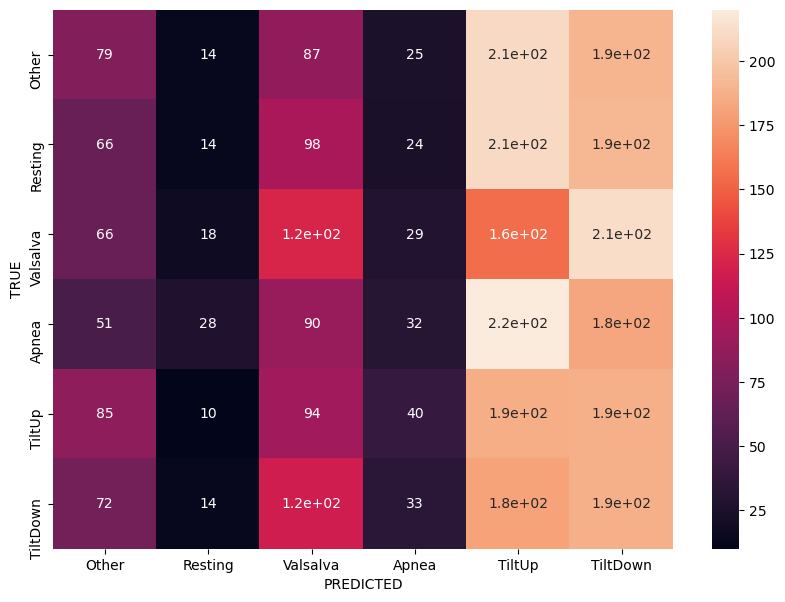 Other 79 14 87 25 2.1e+02 1.9e+02
Resting 66 14 98 24 2.1e+02 1.9e+02
Valsalva 66 18 1.2e+02 29 1.6e+02 2.1e+02
Apnea 51 28 90 32 2.2e+02 1.8e+02
TiltUp 85 10 94 40 1.9e+02 1.9e+02
TiltDown 72 14 1.2e+02 33 1.8e+02 1.9e+02
TRUE
Other Resting Valsalva Apnea TiltUp TiltDown
PREDICTED
200
175
150
125
100
75
50
25